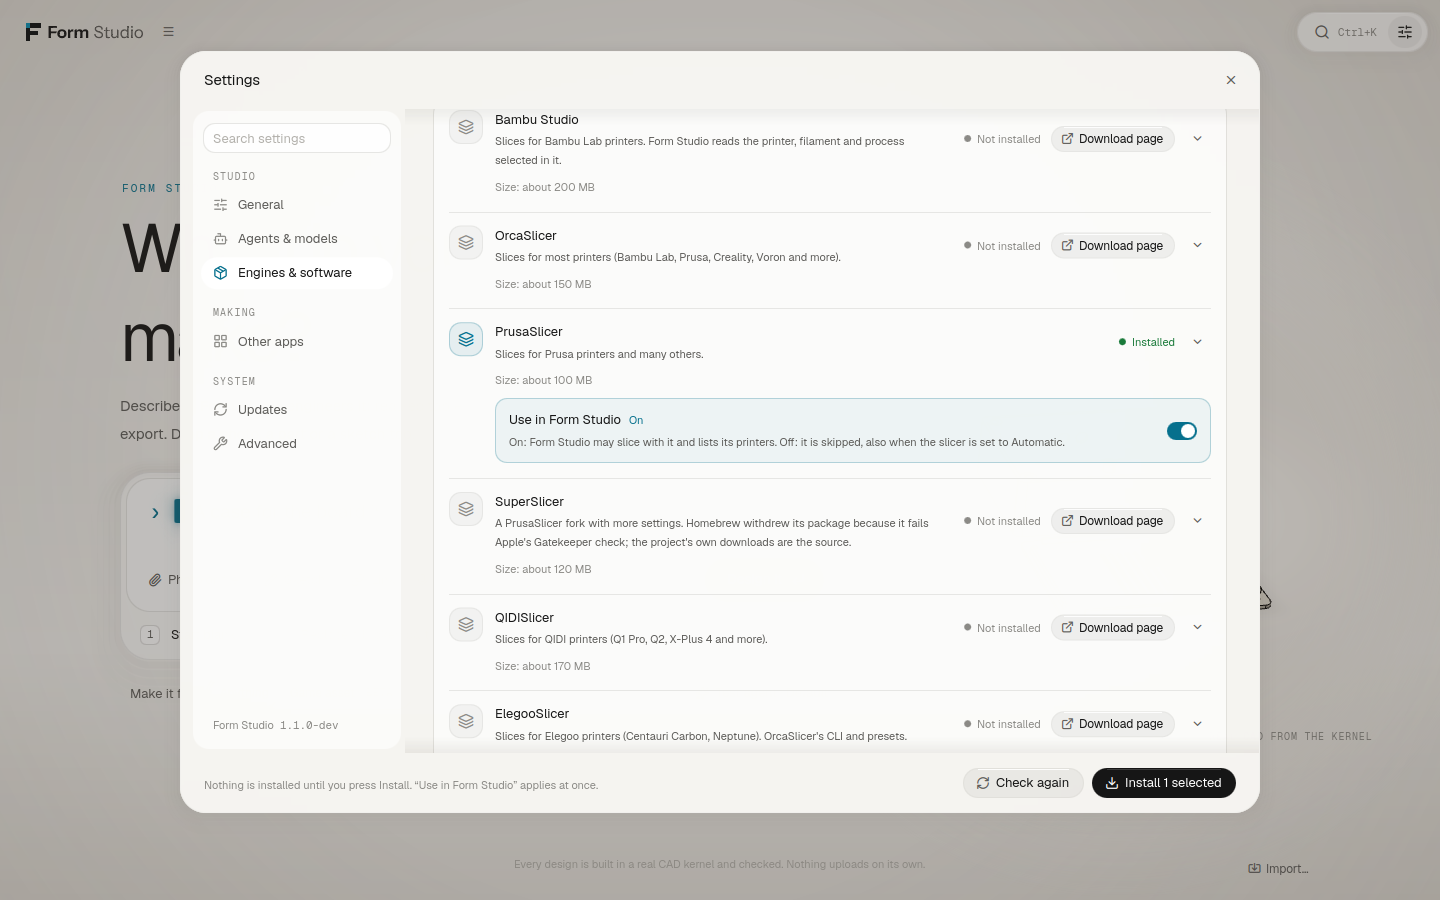 Form Studio
Ctrl+K
Settings
Search settings
STUDIO
General
Agents & models
Engines & software
MAKING
Other apps
SYSTEM
Updates
Advanced
Form Studio 1.1.0-dev
Bambu Studio
Slices for Bambu Lab printers. Form Studio reads the printer, filament and process
selected in it.
Size: about 200 MB
Not installed
Download page
OrcaSlicer
Slices for most printers (Bambu Lab, Prusa, Creality, Voron and more).
Size: about 150 MB
Not installed
Download page
PrusaSlicer
Slices for Prusa printers and many others.
Size: about 100 MB
Installed
Use in Form Studio On
On: Form Studio may slice with it and lists its printers. Off: it is skipped, also when the slicer is set to Automatic.
SuperSlicer
A PrusaSlicer fork with more settings. Homebrew withdrew its package because it fails
Apple's Gatekeeper check; the project's own downloads are the source.
Size: about 120 MB
Not installed
Download page
QIDISlicer
Slices for QIDI printers (Q1 Pro, Q2, X-Plus 4 and more).
Size: about 170 MB
Not installed
Download page
ElegooSlicer
Slices for Elegoo printers (Centauri Carbon, Neptune). OrcaSlicer's CLI and presets.
Not installed
Download page
Nothing is installed until you press Install. “Use in Form Studio” applies at once.
Check again
Install 1 selected
FORM
Describe
export.
1
Make it
FROM THE KERNEL
Every design is built in a real CAD kernel and checked. Nothing uploads on its own.
Import...